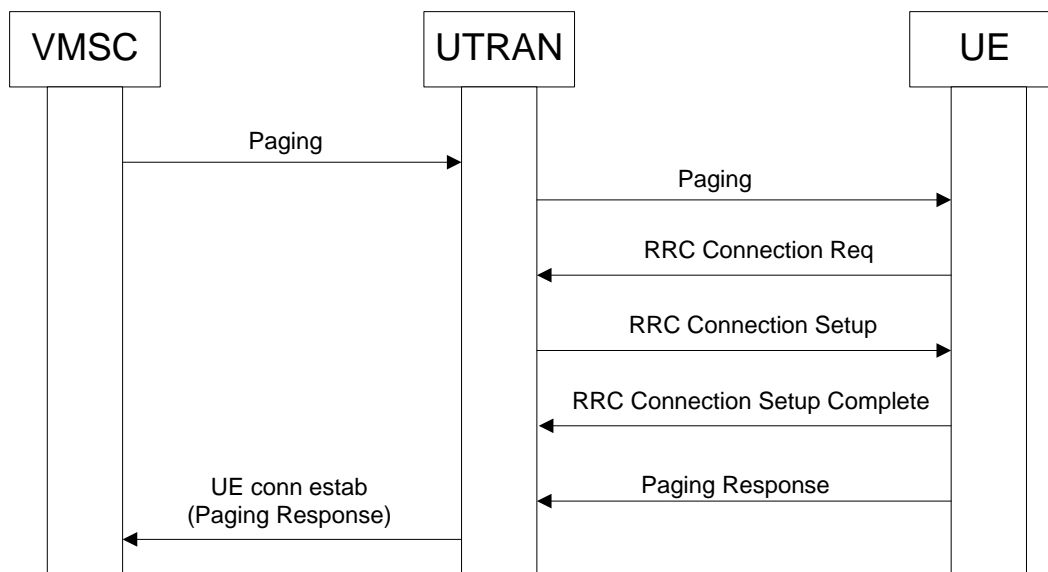 VMSC
UTRAN
UE
Paging
Paging
RRC Connection Req
RRC Connection Setup
RRC Connection Setup Complete
Paging Response
UE conn estab
(Paging Response)